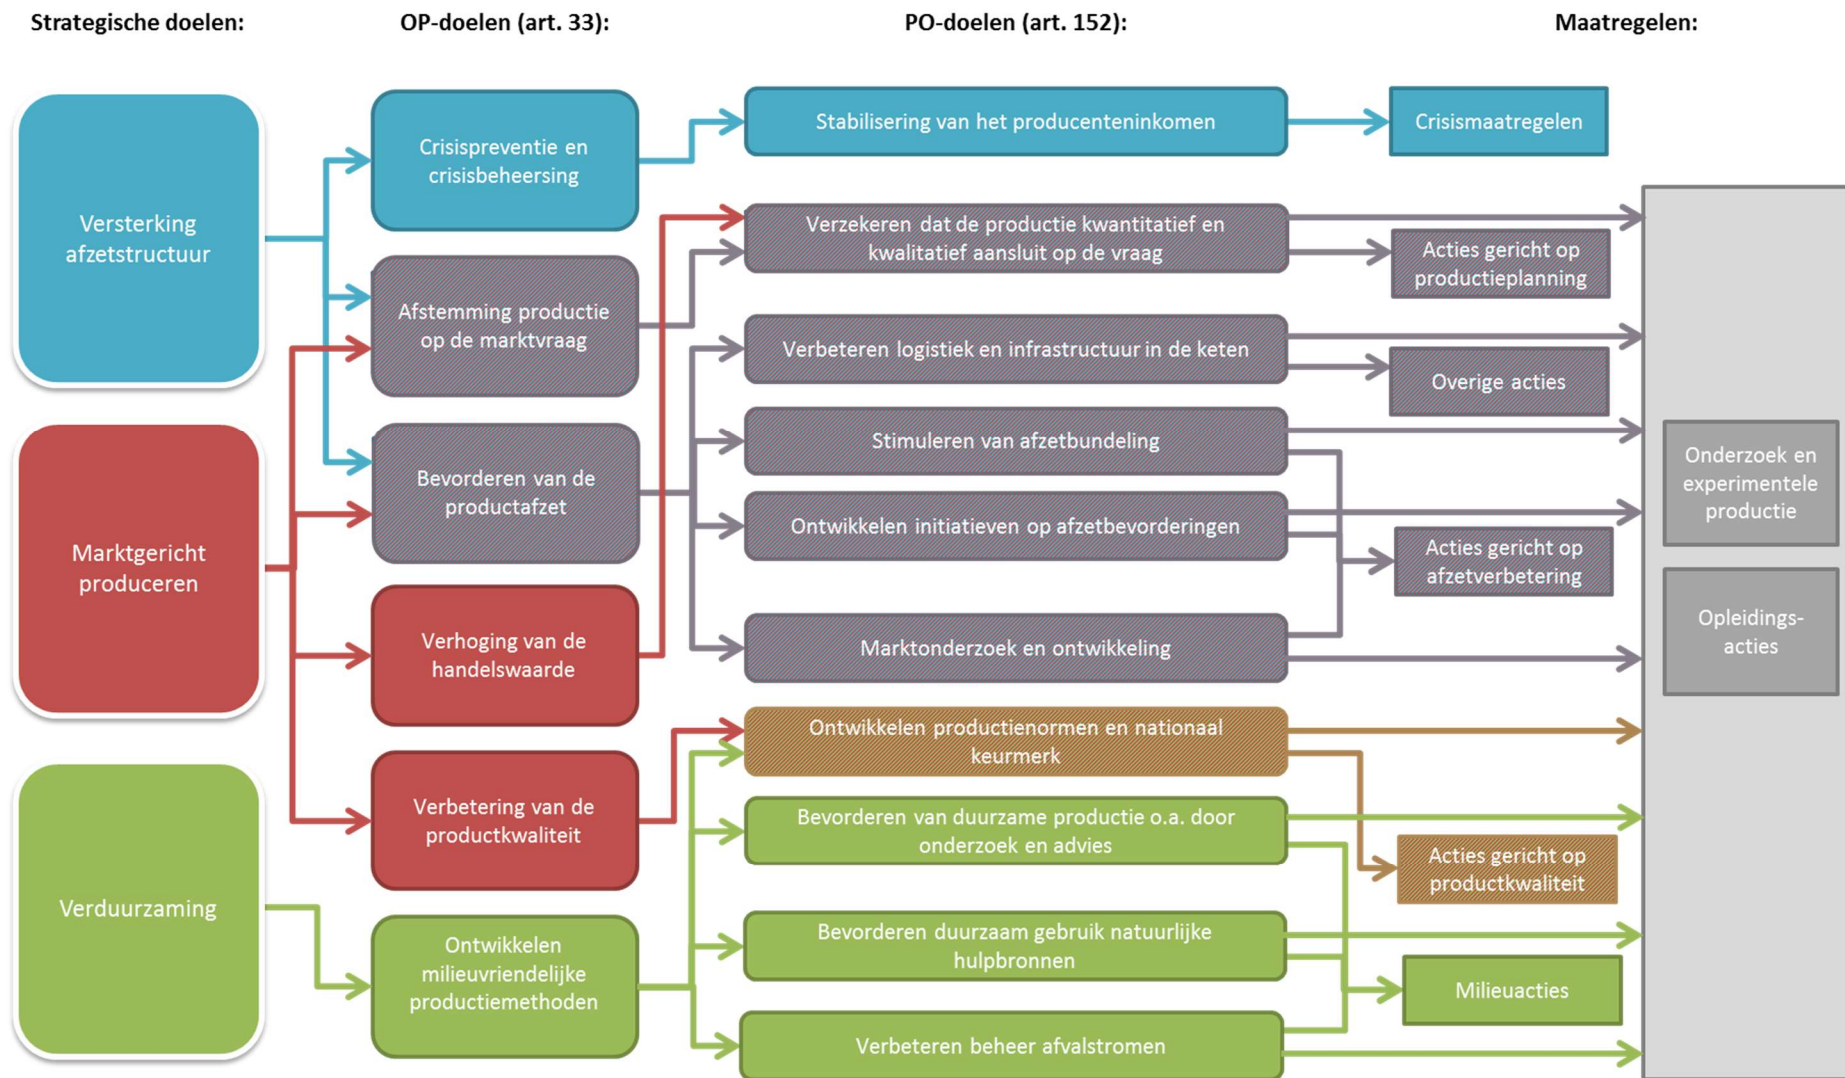 Strategische doelen:
OP-doelen (art. 33):
PO-doelen (art. 152):
Maatregelen:
Versterking
afzetstructuur
Marktgericht
produceren
Verduurzaming
Crisispreventie en
crisisbeheersing
Afstemming productie
op de marktvraag
Bevorderen van de
productafzet
Verhoging van de
handelswaarde
Verbetering van de
productkwaliteit
Ontwikkelen
milieuvriendelijke
productiemethoden
Stabilisering van het producenteninkomen
Verzekeren dat de productie kwantitatief en
kwalitatief aansluit op de vraag
Verbeteren logistiek en infrastructuur in de keten
Stimuleren van afzetbundeling
Ontwikkelen initiatieven op afzetbevorderingen
Marktonderzoek en ontwikkeling
Ontwikkelen productienormen en nationaal
keurmerk
Bevorderen van duurzame productie o.a. door
onderzoek en advies
Bevorderen duurzaam gebruik natuurlijke
hulpbronnen
Verbeteren beheer afvalstromen
Crisismaatregelen
Acties gericht op
productieplanning
Overige acties
Acties gericht op
afzetverbetering
Acties gericht op
productkwaliteit
Milieuacties
Onderzoek en
experimentele
productie
Opleidings-
acties